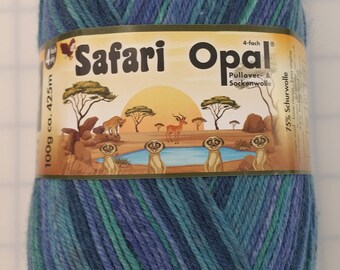 Safari Opal
4-fach
Pullover- &
Sockenwolle
100g ca. 425m
75% Schurwolle